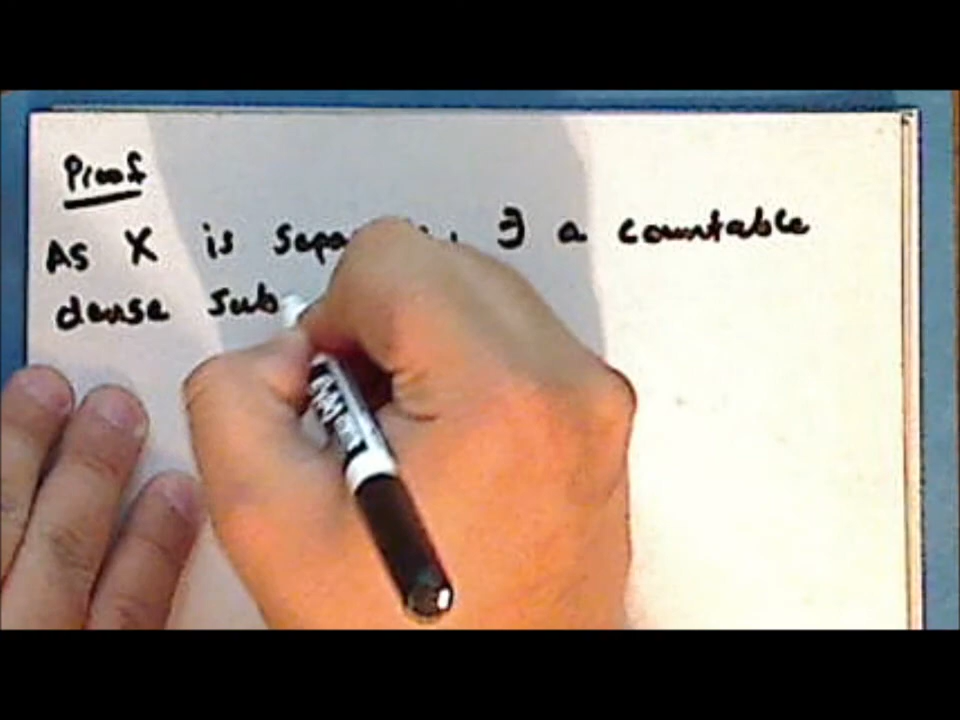 Proof
As X is sepa ∃ a countable
dense sub